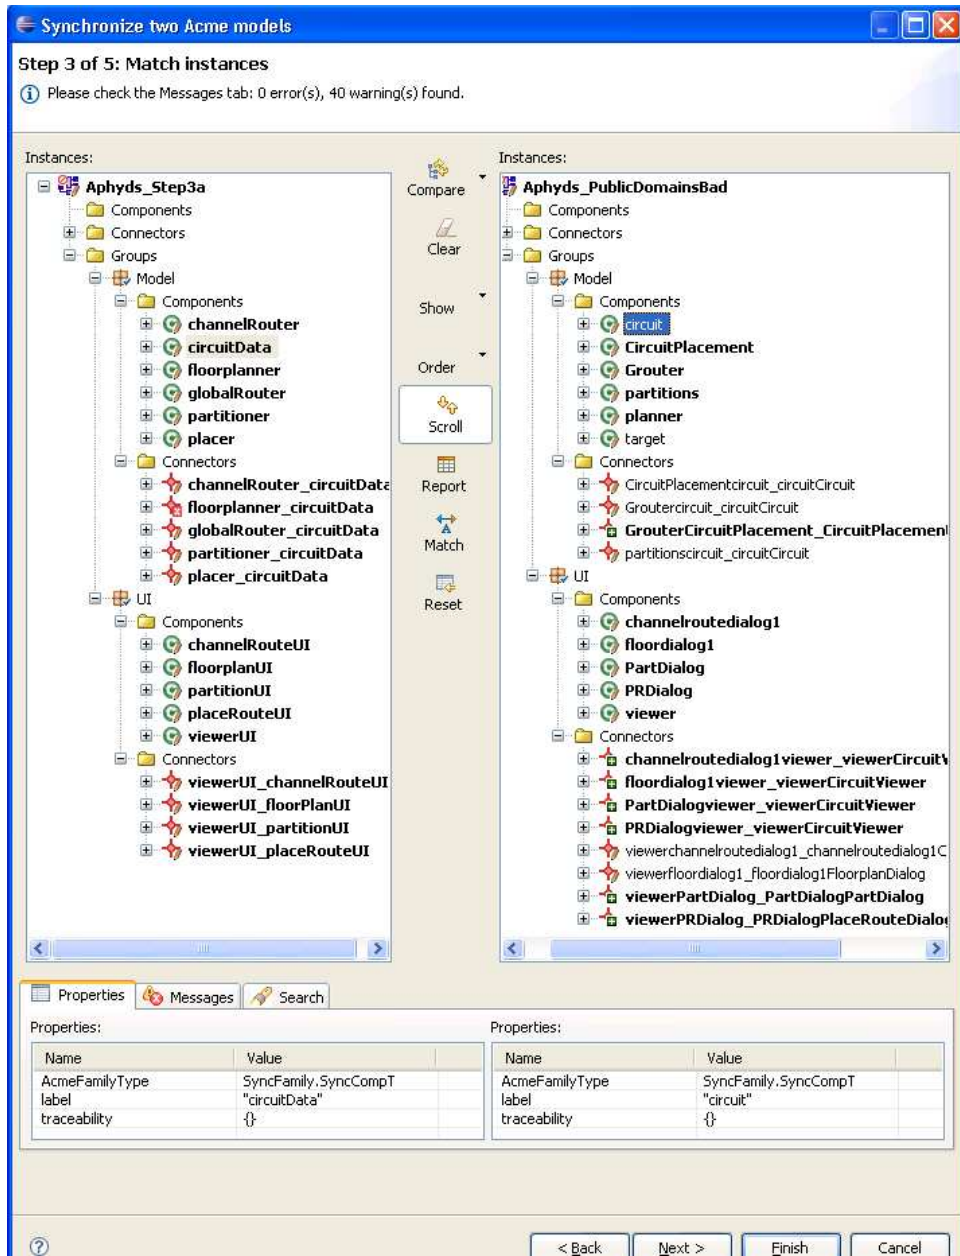 Synchronize two Acme models
Step 3 of 5: Match instances
Please check the Messages tab: 0 error(s), 40 warning(s) found.
Instances:
Aphyds_Step3a
Components
Connectors
Groups
Model
Components
channelRouter
circuitData
floorplanner
globalRouter
partitioner
placer
Connectors
channelRouter_circuitData
floorplanner_circuitData
globalRouter_circuitData
partitioner_circuitData
placer_circuitData
UI
Components
channelRouteUI
floorplanUI
partitionUI
placeRouteUI
viewerUI
Connectors
viewerUI_channelRouteUI
viewerUI_floorPlanUI
viewerUI_partitionUI
viewerUI_placeRouteUI
Compare
Clear
Show
Order
Scroll
Report
Match
Reset
Instances:
Aphyds_PublicDomainsBad
Components
Connectors
Groups
Model
Components
circuit
CircuitPlacement
Grouter
partitions
planner
target
Connectors
CircuitPlacementcircuit_circuitCircuit
Groutercircuit_circuitCircuit
GrouterCircuitPlacement_CircuitPlacement
partitionscircuit_circuitCircuit
UI
Components
channelroutedialog1
floordialog1
PartDialog
PRDialog
viewer
Connectors
channelroutedialog1viewer_viewerCircuitV
floordialog1viewer_viewerCircuitViewer
PartDialogviewer_viewerCircuitViewer
PRDialogviewer_viewerCircuitViewer
viewerchannelroutedialog1_channelroutedialog1C
viewerfloordialog1_floordialog1FloorplanDialog
viewerPartDialog_PartDialogPartDialog
viewerPRDialog_PRDialogPlaceRouteDialo
Properties
Messages
Search
Properties:
Name Value
AcmeFamilyType SyncFamily.SyncCompT
label "circuitData"
traceability {}
Properties:
Name Value
AcmeFamilyType SyncFamily.SyncCompT
label "circuit"
traceability {}
< Back
Next >
Finish
Cancel